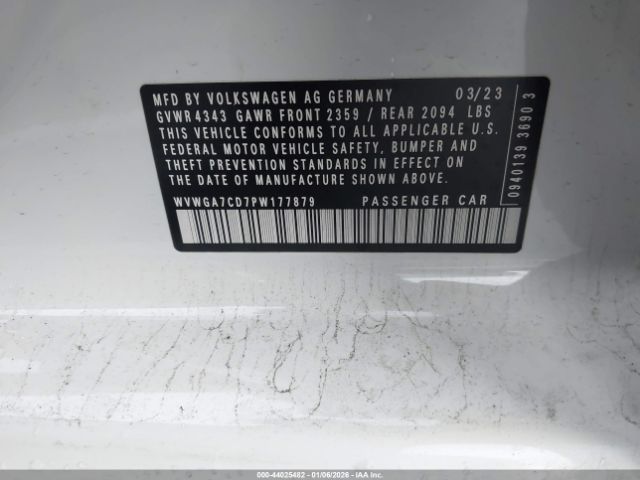 MFD BY VOLKSWAGEN AG GERMANY 03/23
GVWR 4343 GAWR FRONT 2359 / REAR 2094 LBS
THIS VEHICLE CONFORMS TO ALL APPLICABLE U.S.
FEDERAL MOTOR VEHICLE SAFETY, BUMPER AND
THEFT PREVENTION STANDARDS IN EFFECT ON
THE DATE OF MANUFACTURE SHOWN ABOVE.
WVWGA7CD7PW177879 PASSENGER CAR
0940139 3690 3
000-44025482 - 01/06/2026 - IAAI.COM